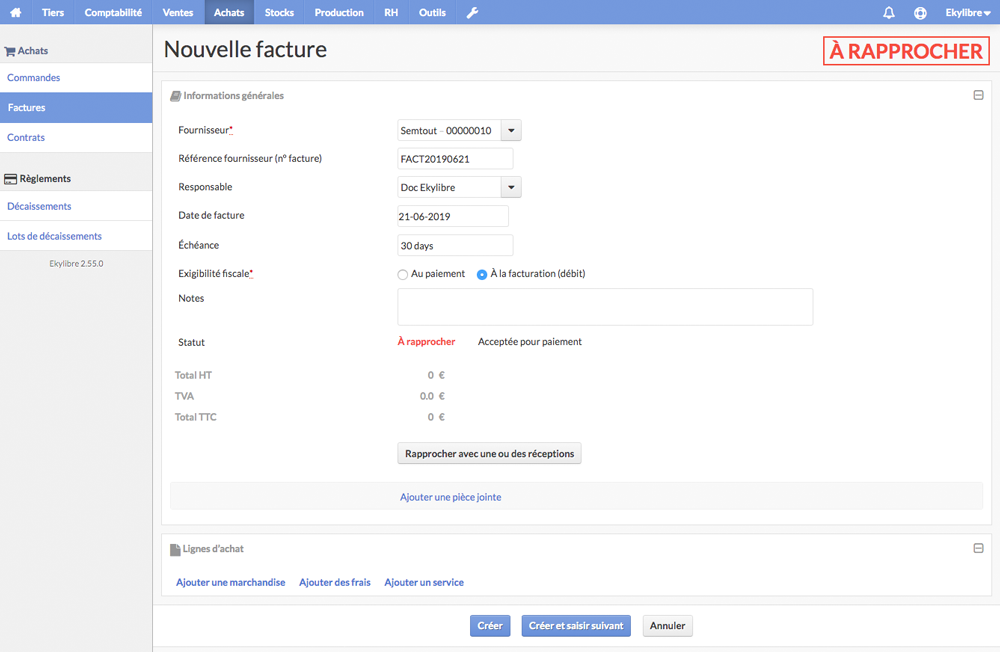 Tiers Comptabilité Ventes Achats Stocks Production RH Outils Ekylibre
Achats
Commandes
Factures
Contrats
Règlements
Décaissements
Lots de décaissements
Ekylibre 2.55.0
Nouvelle facture
À RAPPROCHER
Informations générales
Fournisseur* Semtout - 00000010
Référence fournisseur (n° facture) FACT20190621
Responsable Doc Ekylibre
Date de facture 21-06-2019
Échéance 30 days
Exigibilité fiscale* Au paiement À la facturation (débit)
Notes
Statut À rapprocher Acceptée pour paiement
Total HT 0 €
TVA 0.0 €
Total TTC 0 €
Rapprocher avec une ou des réceptions
Ajouter une pièce jointe
Lignes d'achat
Ajouter une marchandise Ajouter des frais Ajouter un service
Créer Créer et saisir suivant Annuler